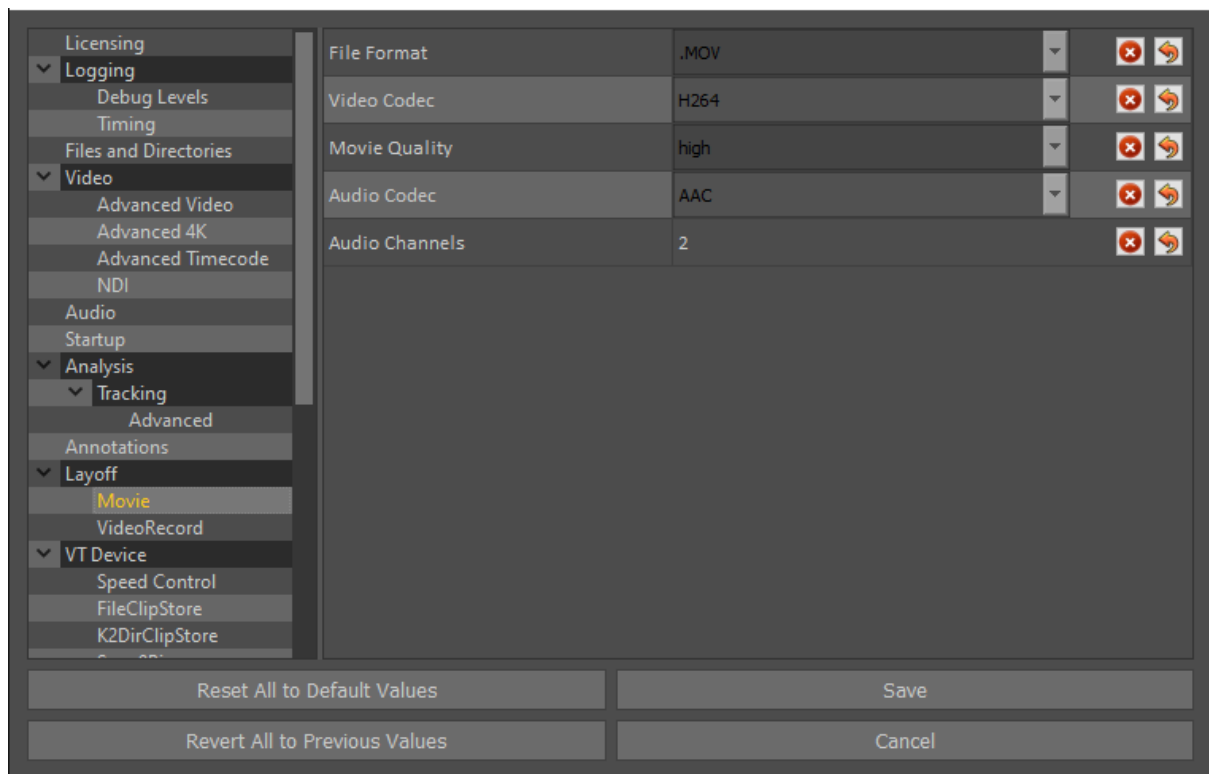 Licensing
Logging
Debug Levels
Timing
Files and Directories
Video
Advanced Video
Advanced 4K
Advanced Timecode
NDI
Audio
Startup
Analysis
Tracking
Advanced
Annotations
Layoff
Movie
VideoRecord
VT Device
Speed Control
FileClipStore
K2DirClipStore
File Format .MOV
Video Codec H264
Movie Quality high
Audio Codec AAC
Audio Channels 2
Reset All to Default Values Save
Revert All to Previous Values Cancel